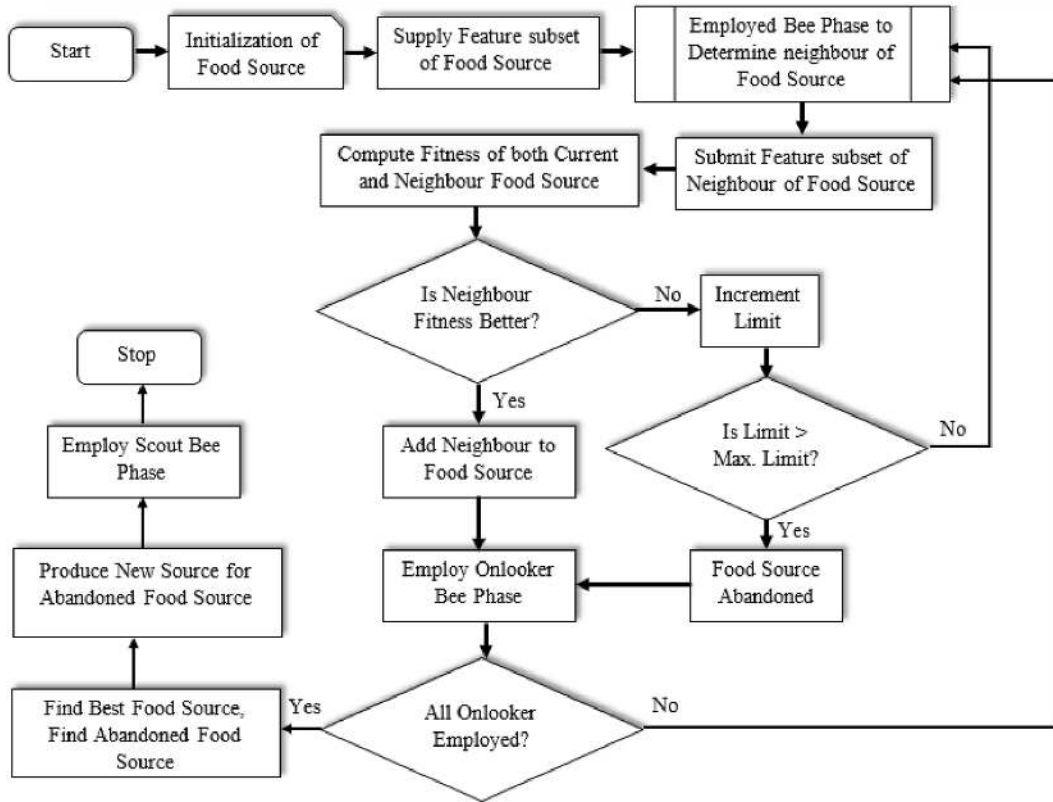 Start
Initialization of
Food Source
Supply Feature subset
of Food Source
Employed Bee Phase to
Determine neighbour of
Food Source
Compute Fitness of both Current
and Neighbour Food Source
Submit Feature subset of
Neighbour of Food Source
Is Neighbour
Fitness Better?
No
Increment
Limit
Stop
Yes
Employ Scout Bee
Phase
Add Neighbour to
Food Source
Is Limit >
Max. Limit?
No
Yes
Produce New Source for
Abandoned Food Source
Employ Onlooker
Bee Phase
Food Source
Abandoned
Find Best Food Source,
Find Abandoned Food
Source
Yes
All Onlooker
Employed?
No